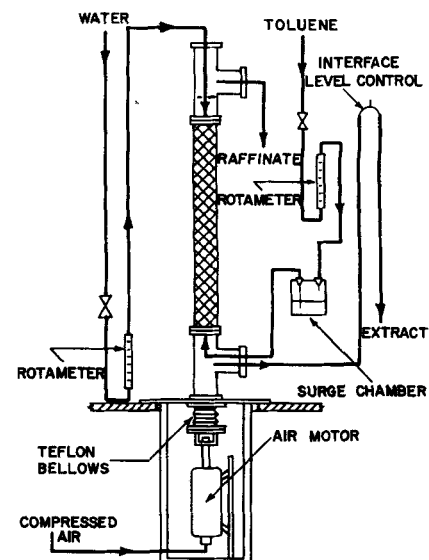 WATER
TOLUENE
INTERFACE
LEVEL CONTROL
RAFFINATE
ROTAMETER
EXTRACT
ROTAMETER
SURGE CHAMBER
AIR MOTOR
TEFLON
BELLOWS
COMPRESSED
AIR